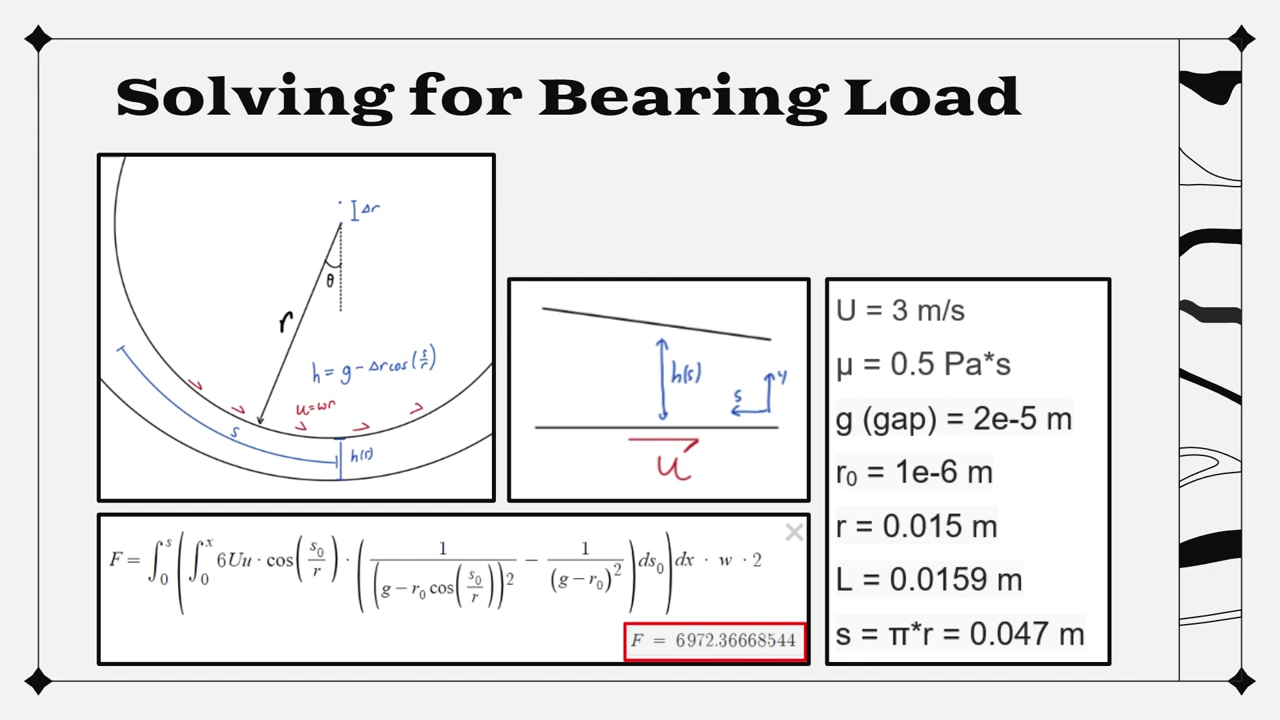 Solving for Bearing Load
Δr
θ
r
h = g - Δr cos(s/r)
u=wr
s
h(s)
h(s)
y
s
u
U = 3 m/s
μ = 0.5 Pa*s
g (gap) = 2e-5 m
r₀ = 1e-6 m
r = 0.015 m
L = 0.0159 m
s = π*r = 0.047 m
F = ∫₀ˢ (∫₀ˣ 6Uu · cos(s₀/r) · (1/(g − r₀ cos(s₀/r))² − 1/(g − r₀)²) ds₀) dx · w · 2
F = 6972.36668544